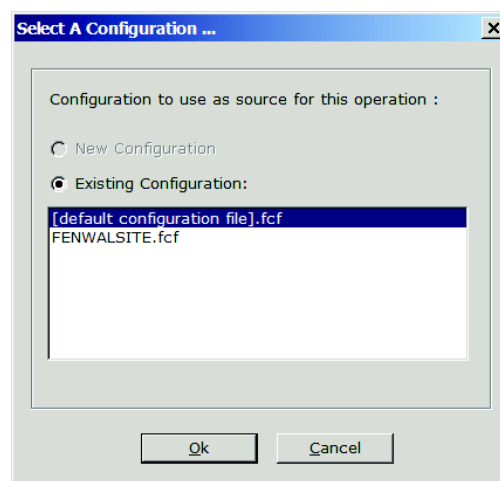 Select A Configuration ...
Configuration to use as source for this operation :
New Configuration
Existing Configuration:
[default configuration file].fcf
FENWALSITE.fcf
Ok
Cancel